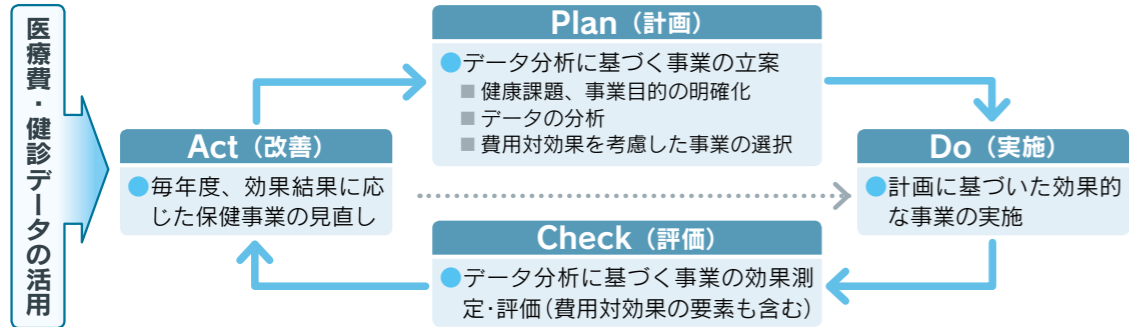 医療費・健診データの活用
Plan（計画）
●データ分析に基づく事業の立案
■ 健康課題、事業目的の明確化
■ データの分析
■ 費用対効果を考慮した事業の選択
Act（改善）
●毎年度、効果結果に応
じた保健事業の見直し
Do（実施）
●計画に基づいた効果的
な事業の実施
Check（評価）
●データ分析に基づく事業の効果測
定・評価（費用対効果の要素も含む）